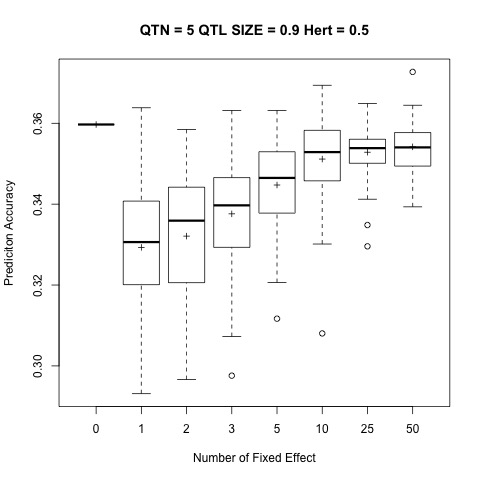 QTN = 5 QTL SIZE = 0.9 Hert = 0.5
Prediciton Accuracy
0.36
0.34
0.32
0.30
0 1 2 3 5 10 25 50
Number of Fixed Effect